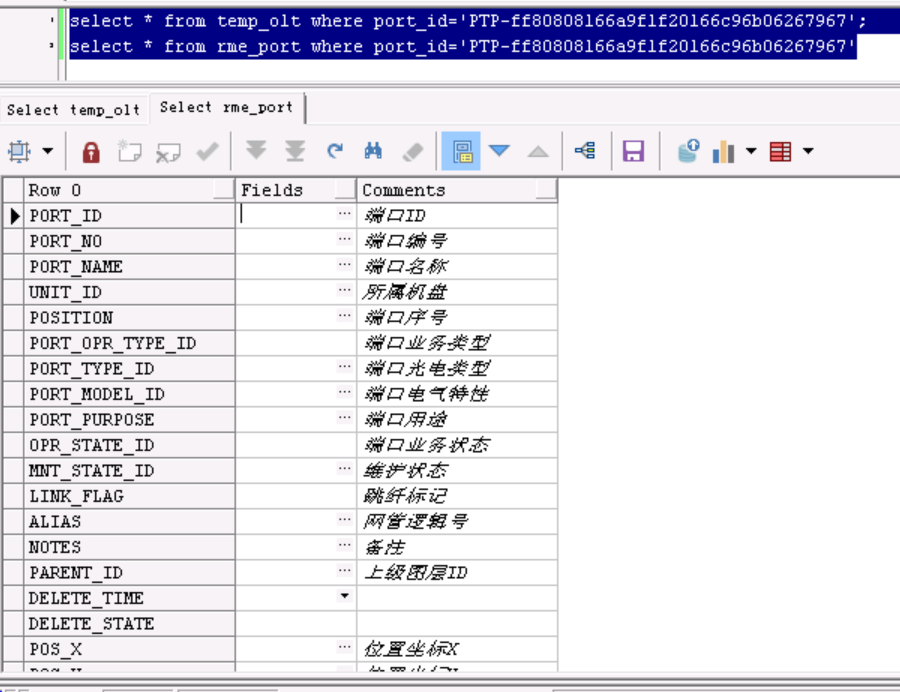 select * from temp_olt where port_id='PTP-ff80808166a9f1f20166c96b06267967';
select * from rme_port where port_id='PTP-ff80808166a9f1f20166c96b06267967'
Select temp_olt Select rme_port
Row 0 Fields Comments
PORT_ID 端口ID
PORT_NO 端口编号
PORT_NAME 端口名称
UNIT_ID 所属机盘
POSITION 端口序号
PORT_OPR_TYPE_ID 端口业务类型
PORT_TYPE_ID 端口光电类型
PORT_MODEL_ID 端口电气特性
PORT_PURPOSE 端口用途
OPR_STATE_ID 端口业务状态
MNT_STATE_ID 维护状态
LINK_FLAG 跳纤标记
ALIAS 网管逻辑号
NOTES 备注
PARENT_ID 上级图层ID
DELETE_TIME
DELETE_STATE
POS_X 位置坐标X